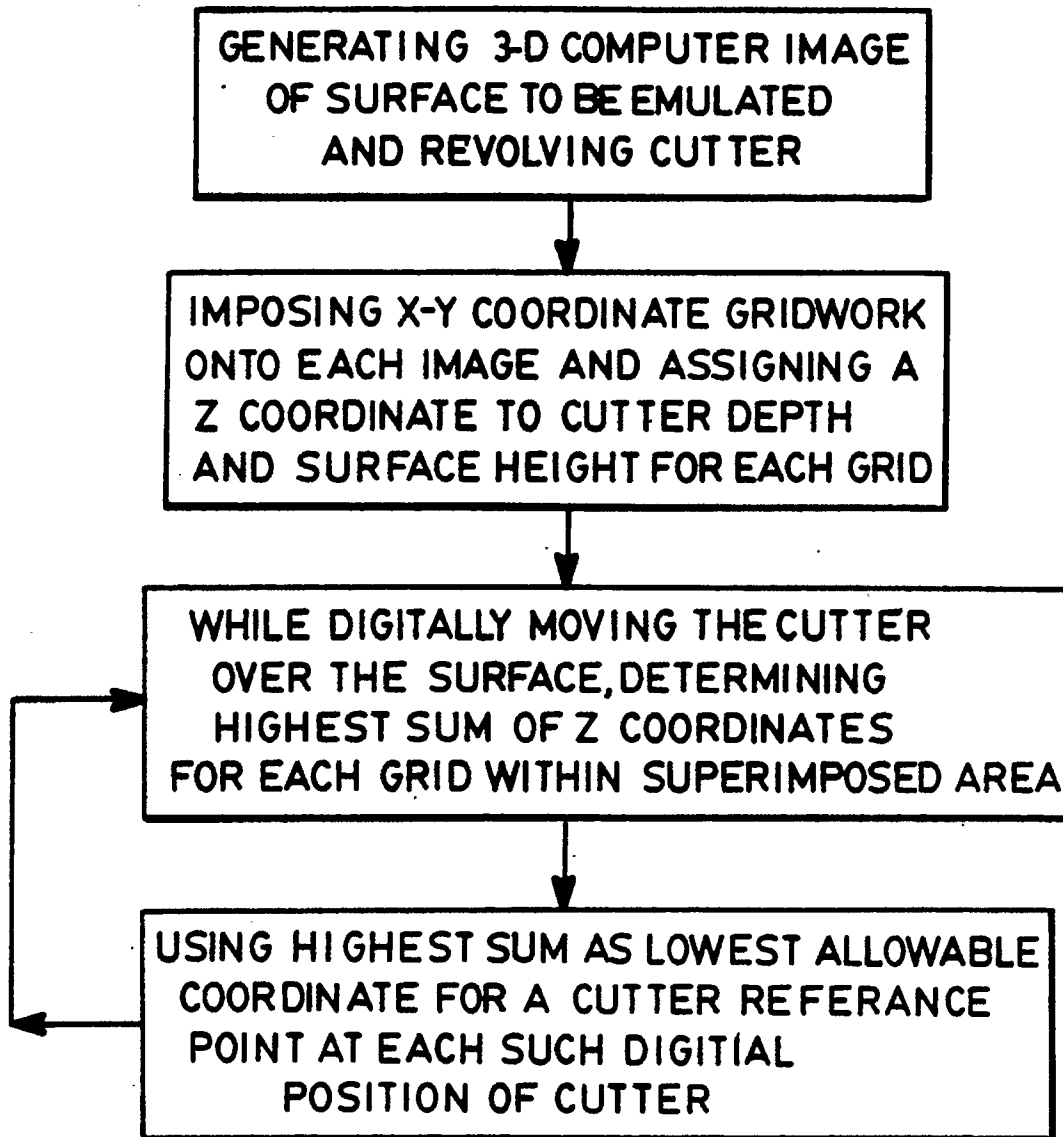 GENERATING 3-D COMPUTER IMAGE
OF SURFACE TO BE EMULATED
AND REVOLVING CUTTER
IMPOSING X-Y COORDINATE GRIDWORK
ONTO EACH IMAGE AND ASSIGNING A
Z COORDINATE TO CUTTER DEPTH
AND SURFACE HEIGHT FOR EACH GRID
WHILE DIGITALLY MOVING THE CUTTER
OVER THE SURFACE, DETERMINING
HIGHEST SUM OF Z COORDINATES
FOR EACH GRID WITHIN SUPERIMPOSED AREA
USING HIGHEST SUM AS LOWEST ALLOWABLE
COORDINATE FOR A CUTTER REFERANCE
POINT AT EACH SUCH DIGITIAL
POSITION OF CUTTER